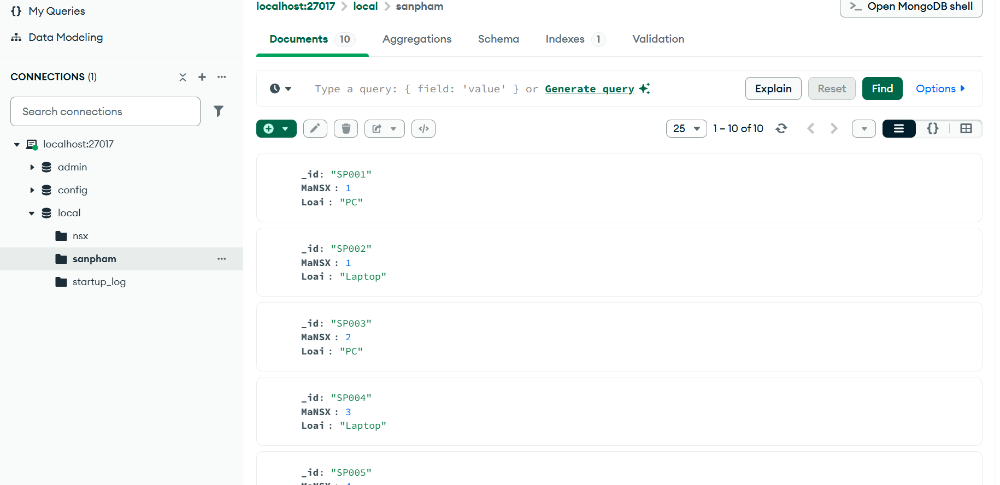 My Queries
Data Modeling
CONNECTIONS (1)
Search connections
localhost:27017
admin
config
local
nsx
sanpham
startup_log
localhost:27017 local sanpham
>_ Open MongoDB shell
Documents 10 Aggregations Schema Indexes 1 Validation
Type a query: { field: 'value' } or Generate query
Explain Reset Find Options
25 1 – 10 of 10
_id: "SP001"
MaNSX : 1
Loai : "PC"
_id: "SP002"
MaNSX : 1
Loai : "Laptop"
_id: "SP003"
MaNSX : 2
Loai : "PC"
_id: "SP004"
MaNSX : 3
Loai : "Laptop"
_id: "SP005"
MaNSX : 4